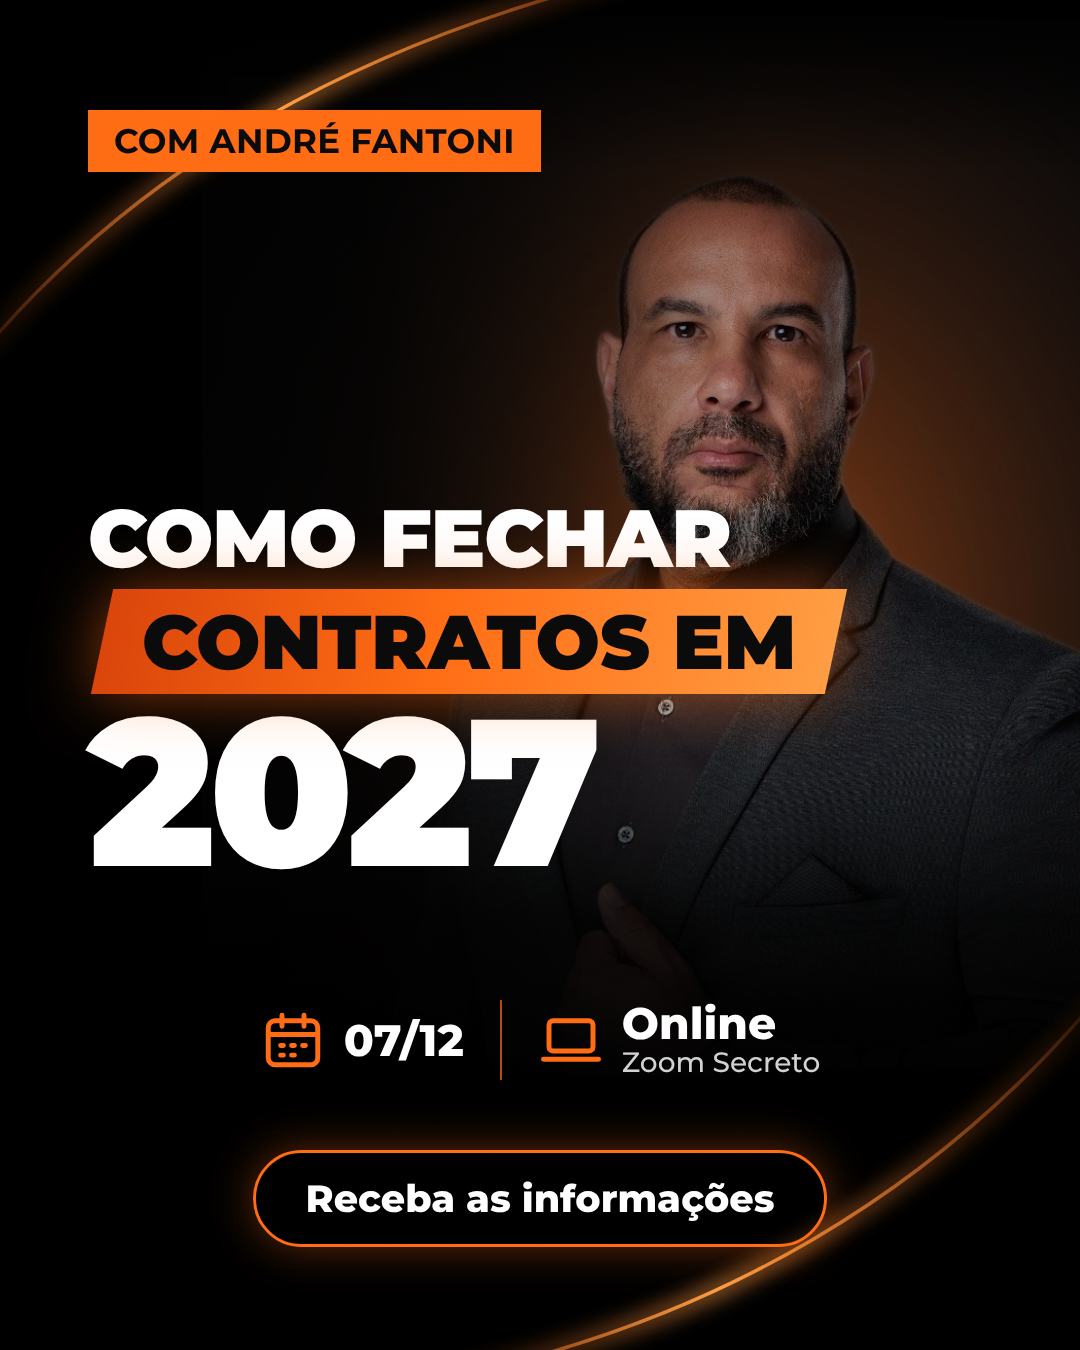 COM ANDRÉ FANTONI
COMO FECHAR
CONTRATOS EM
2027
07/12
Online
Zoom Secreto
Receba as informações